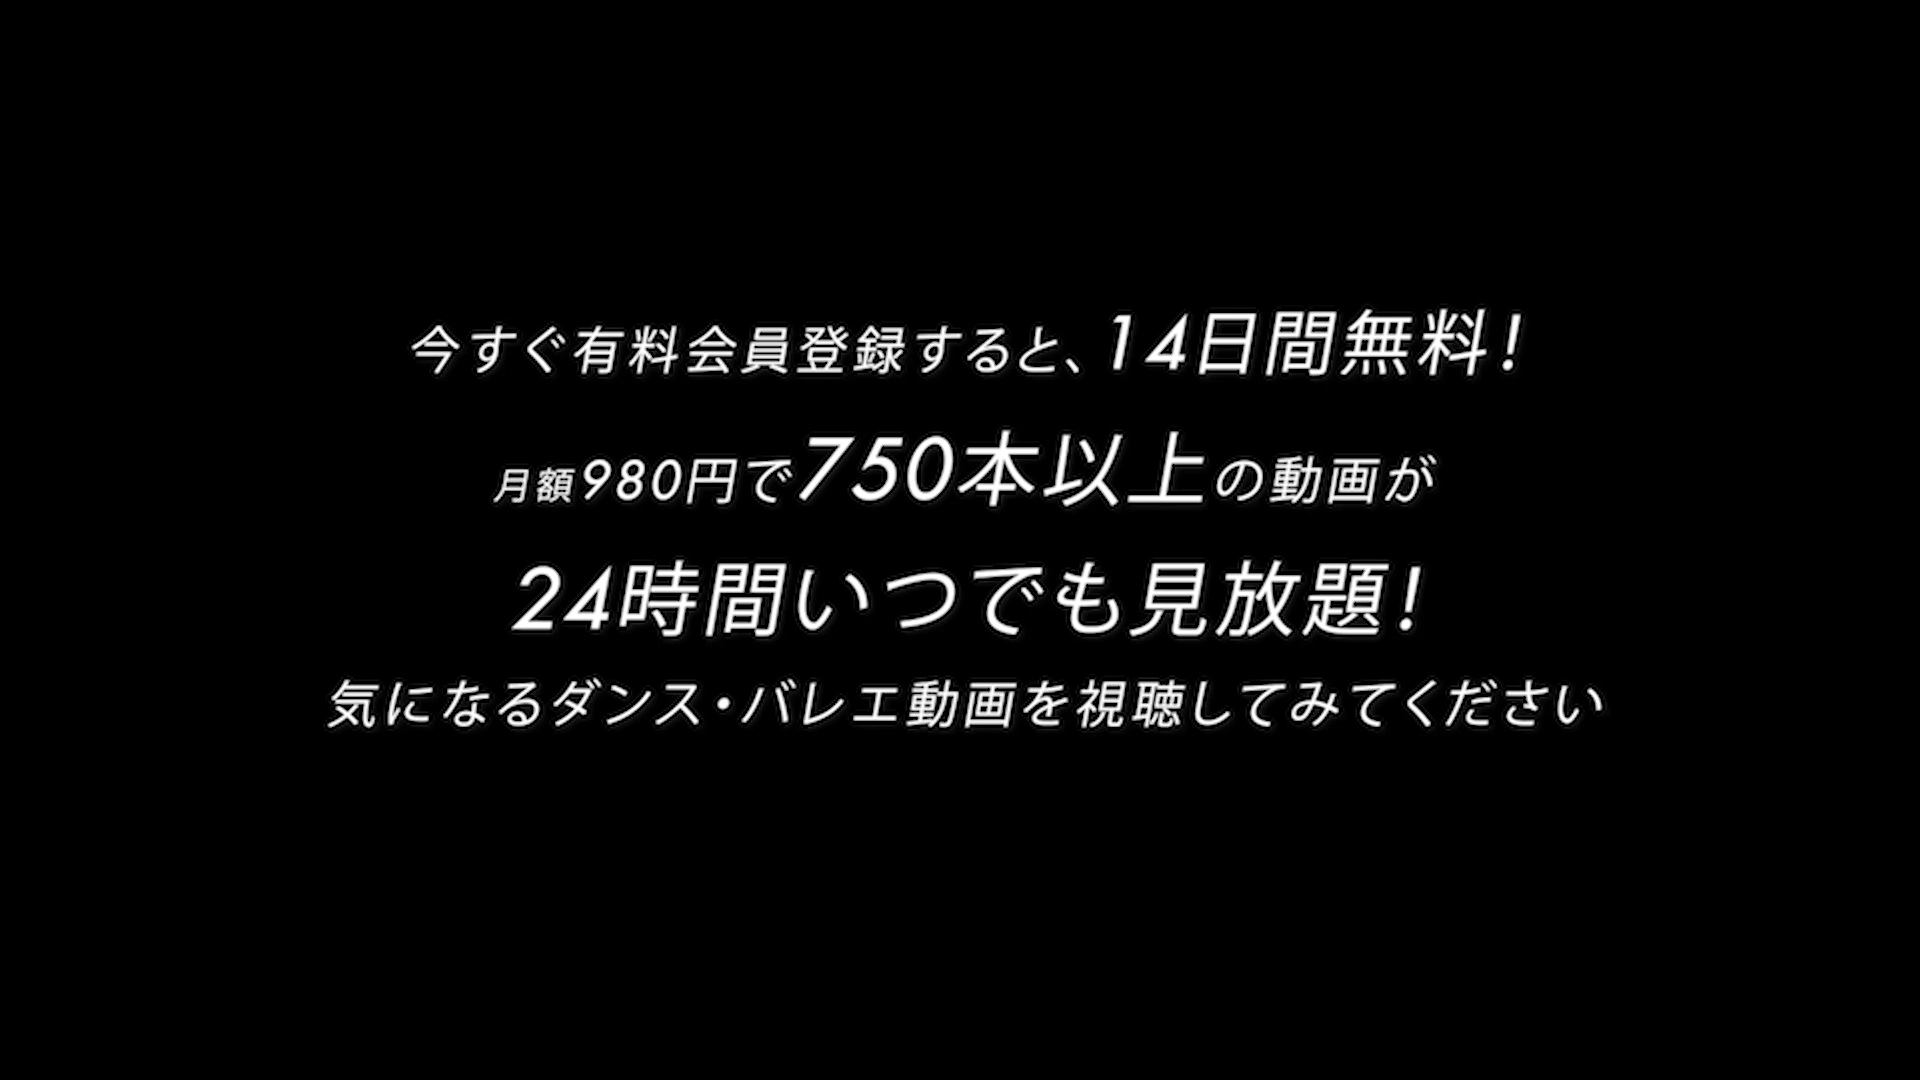 今すぐ有料会員登録すると、14日間無料！
月額980円で750本以上の動画が
24時間いつでも見放題！
気になるダンス・バレエ動画を視聴してみてください